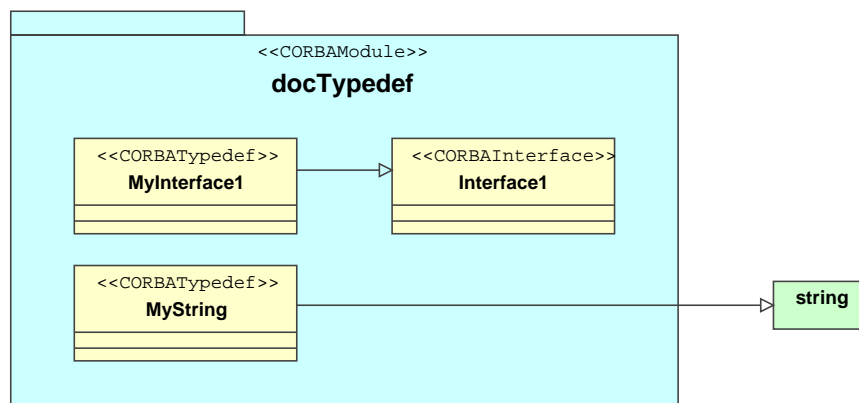 <<CORBAModule>>
docTypedef
<<CORBATypedef>>
MyInterface1
<<CORBAInterface>>
Interface1
<<CORBATypedef>>
MyString
string